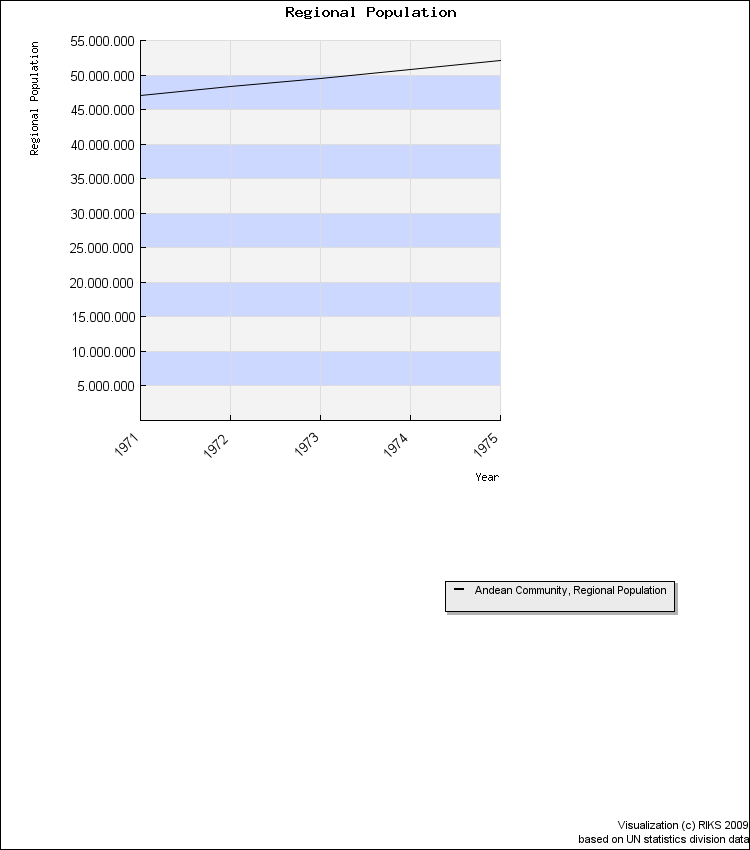 Regional Population
Regional Population
55.000.000
50.000.000
45.000.000
40.000.000
35.000.000
30.000.000
25.000.000
20.000.000
15.000.000
10.000.000
5.000.000
1971
1972
1973
1974
1975
Year
Andean Community, Regional Population
Visualization (c) RIKS 2009
based on UN statistics division data